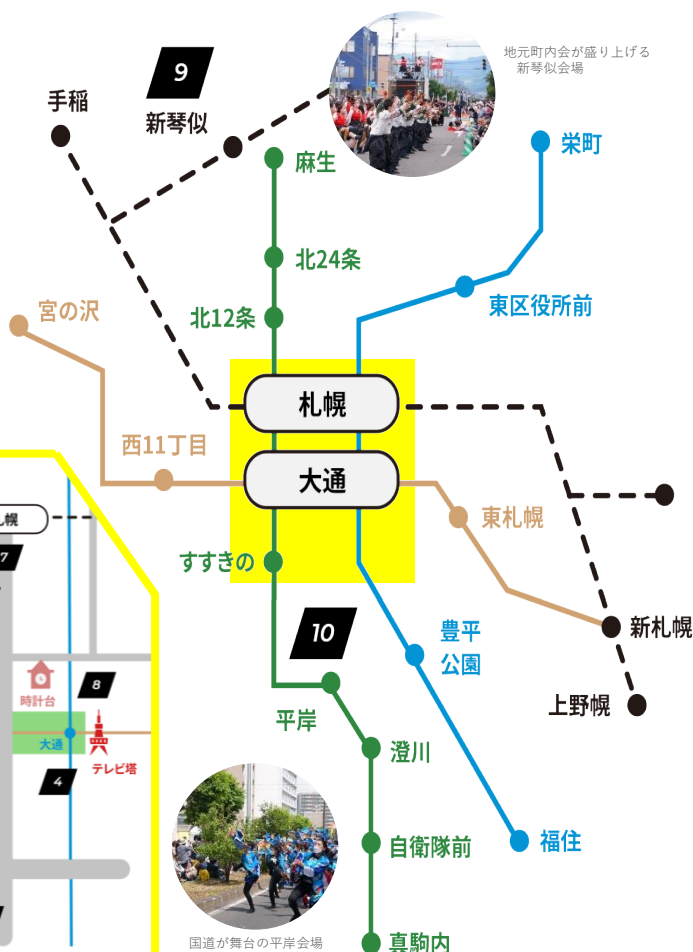 地元町内会が盛り上げる
新琴似会場
9
手稲
新琴似
麻生
栄町
北24条
東区役所前
宮の沢
北12条
札幌
西11丁目
大通
東札幌
すすきの
7
10
豊平
公園
新札幌
時計台
8
上野幌
平岸
大通
テレビ塔
澄川
4
福住
自衛隊前
真駒内
国道が舞台の平岸会場